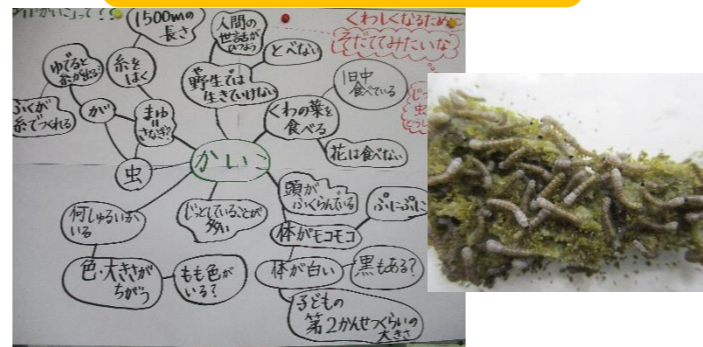 かいこって!?
1500mの
長さ
人間の
世話が
ひつよう
くわしくなるために
そだててみたいな
とべない
糸を
はく
ゆでると
糸が出る?
野生では
生きていけない
1日中
食べている
ふくが
糸でつくれる
が
まゆ
=
さなぎ?
くわの葉を
食べる
虫
かいこ
花は食べない
頭が
ふくらんでいる
ぷにぷに
何しゅるいか
いる
じっとしていることが
多い
体がモコモコ
色・大きさが
ちがう
もも色が
いる?
体が白い
黒もある?
子どもの
第2かんせつくらいの
大きさ